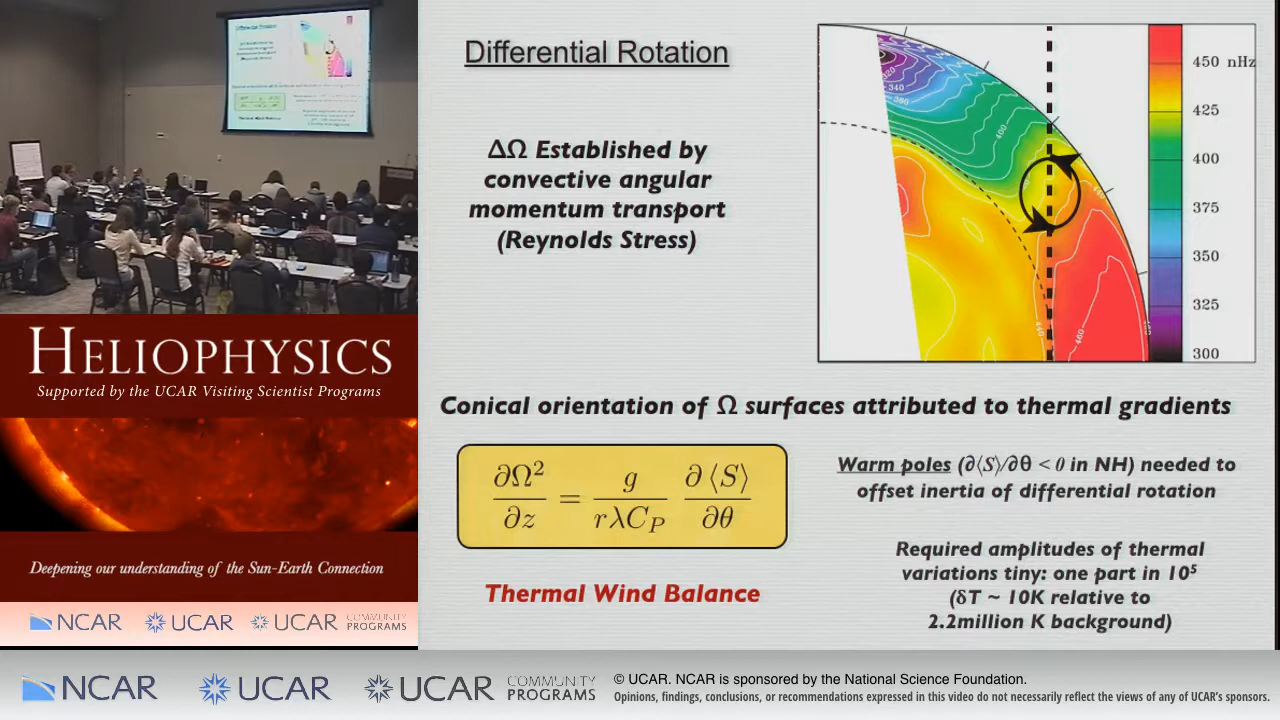 Differential Rotation
ΔΩ Established by
convective angular
momentum transport
(Reynolds Stress)
320
340
380
400
440
460
450 nHz
425
400
375
350
325
300
Conical orientation of Ω surfaces attributed to thermal gradients
∂Ω²/∂z = g/(rλC_P) ∂⟨S⟩/∂θ
Thermal Wind Balance
Warm poles (∂⟨S⟩/∂θ < 0 in NH) needed to
offset inertia of differential rotation
Required amplitudes of thermal
variations tiny: one part in 10⁵
(δT ~ 10K relative to
2.2million K background)
HELIOPHYSICS
Supported by the UCAR Visiting Scientist Programs
Deepening our understanding of the Sun-Earth Connection
NCAR UCAR UCAR COMMUNITY PROGRAMS
NCAR UCAR UCAR COMMUNITY PROGRAMS
© UCAR. NCAR is sponsored by the National Science Foundation.
Opinions, findings, conclusions, or recommendations expressed in this video do not necessarily reflect the views of any of UCAR's sponsors.